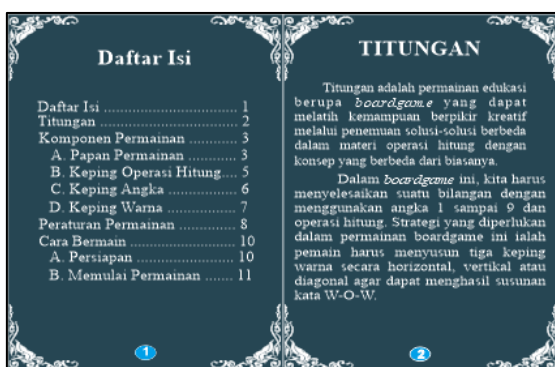 Daftar Isi
Daftar Isi ................................ 1
Titungan ................................. 2
Komponen Permainan ............ 3
A. Papan Permainan .............. 3
B. Keping Operasi Hitung.... 5
C. Keping Angka ................. 6
D. Keping Warna ................. 7
Peraturan Permainan .............. 8
Cara Bermain ....................... 10
A. Persiapan ....................... 10
B. Memulai Permainan ....... 11
1
TITUNGAN
Titungan adalah permainan edukasi
berupa boardgame yang dapat
melatih kemampuan berpikir kreatif
melalui penemuan solusi-solusi berbeda
dalam materi operasi hitung dengan
konsep yang berbeda dari biasanya.
Dalam boardgame ini, kita harus
menyelesaikan suatu bilangan dengan
menggunakan angka 1 sampai 9 dan
operasi hitung. Strategi yang diperlukan
dalam permainan boardgame ini ialah
pemain harus menyusun tiga keping
warna secara horizontal, vertikal atau
diagonal agar dapat menghasil susunan
kata W-O-W.
2